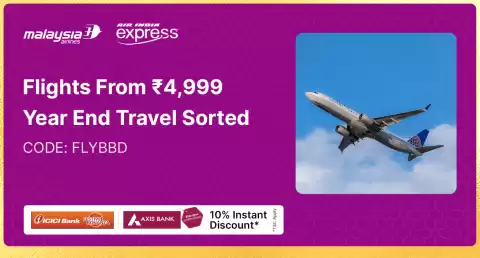 malaysia
airlines
AIR INDIA
express
Flights From ₹4,999
Year End Travel Sorted
CODE: FLYBBD
ICICI Bank
AXIS BANK
10% Instant
Discount*
*T&C Apply